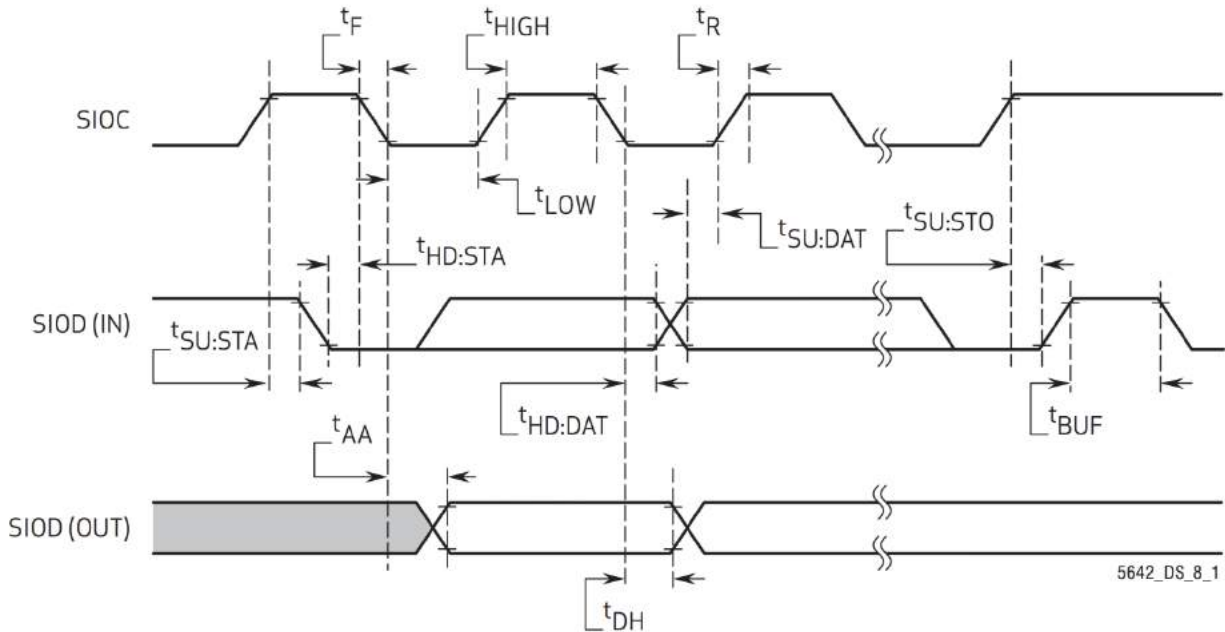 tF
tHIGH
tR
SIOC
tLOW
tSU:DAT
tSU:STO
tHD:STA
SIOD (IN)
tSU:STA
tHD:DAT
tBUF
tAA
SIOD (OUT)
5642_DS_8_1
tDH